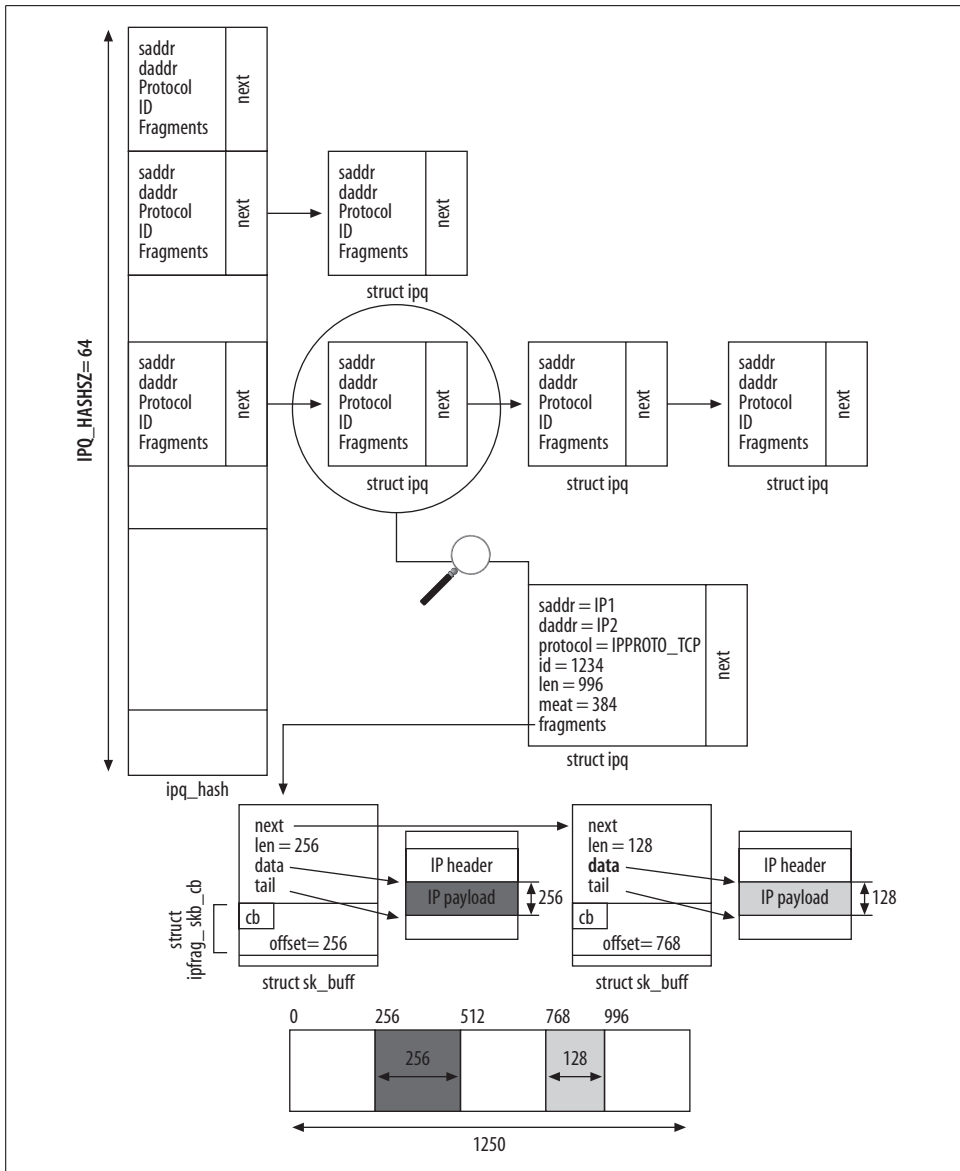 saddr
daddr
Protocol
ID
Fragments
next
saddr
daddr
Protocol
ID
Fragments
next
saddr
daddr
Protocol
ID
Fragments
next
struct ipq
IPQ_HASHSZ= 64
saddr
daddr
Protocol
ID
Fragments
next
saddr
daddr
Protocol
ID
Fragments
next
struct ipq
saddr
daddr
Protocol
ID
Fragments
next
struct ipq
saddr
daddr
Protocol
ID
Fragments
next
struct ipq
saddr = IP1
daddr = IP2
protocol = IPPROTO_TCP
id = 1234
len = 996
meat = 384
fragments
next
struct ipq
ipq_hash
next
len = 256
data
tail
cb
offset= 256
struct
ipfrag_ skb_cb
struct sk_buff
IP header
IP payload
256
next
len = 128
data
tail
cb
offset= 768
struct sk_buff
IP header
IP payload
128
0 256 512 768 996
256 128
1250